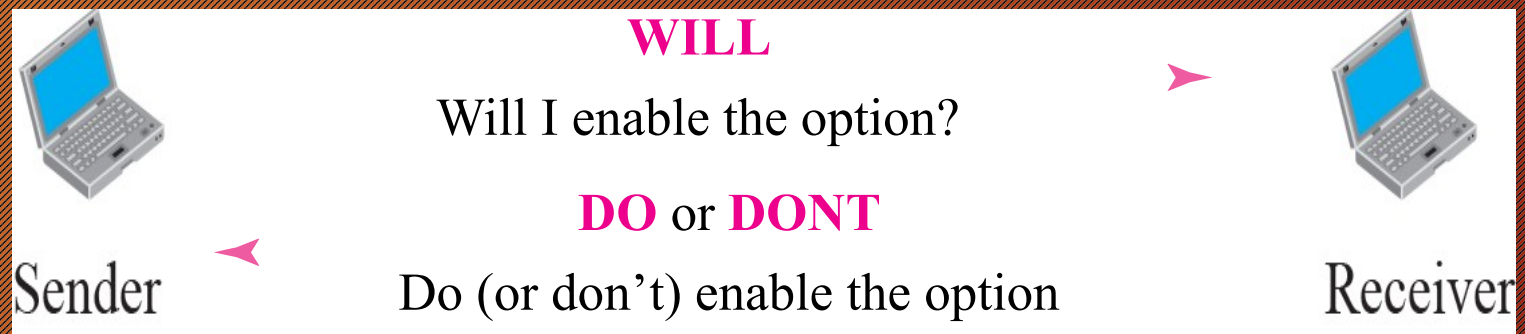 WILL
Will I enable the option?
DO or DONT
Do (or don’t) enable the option
Sender
Receiver